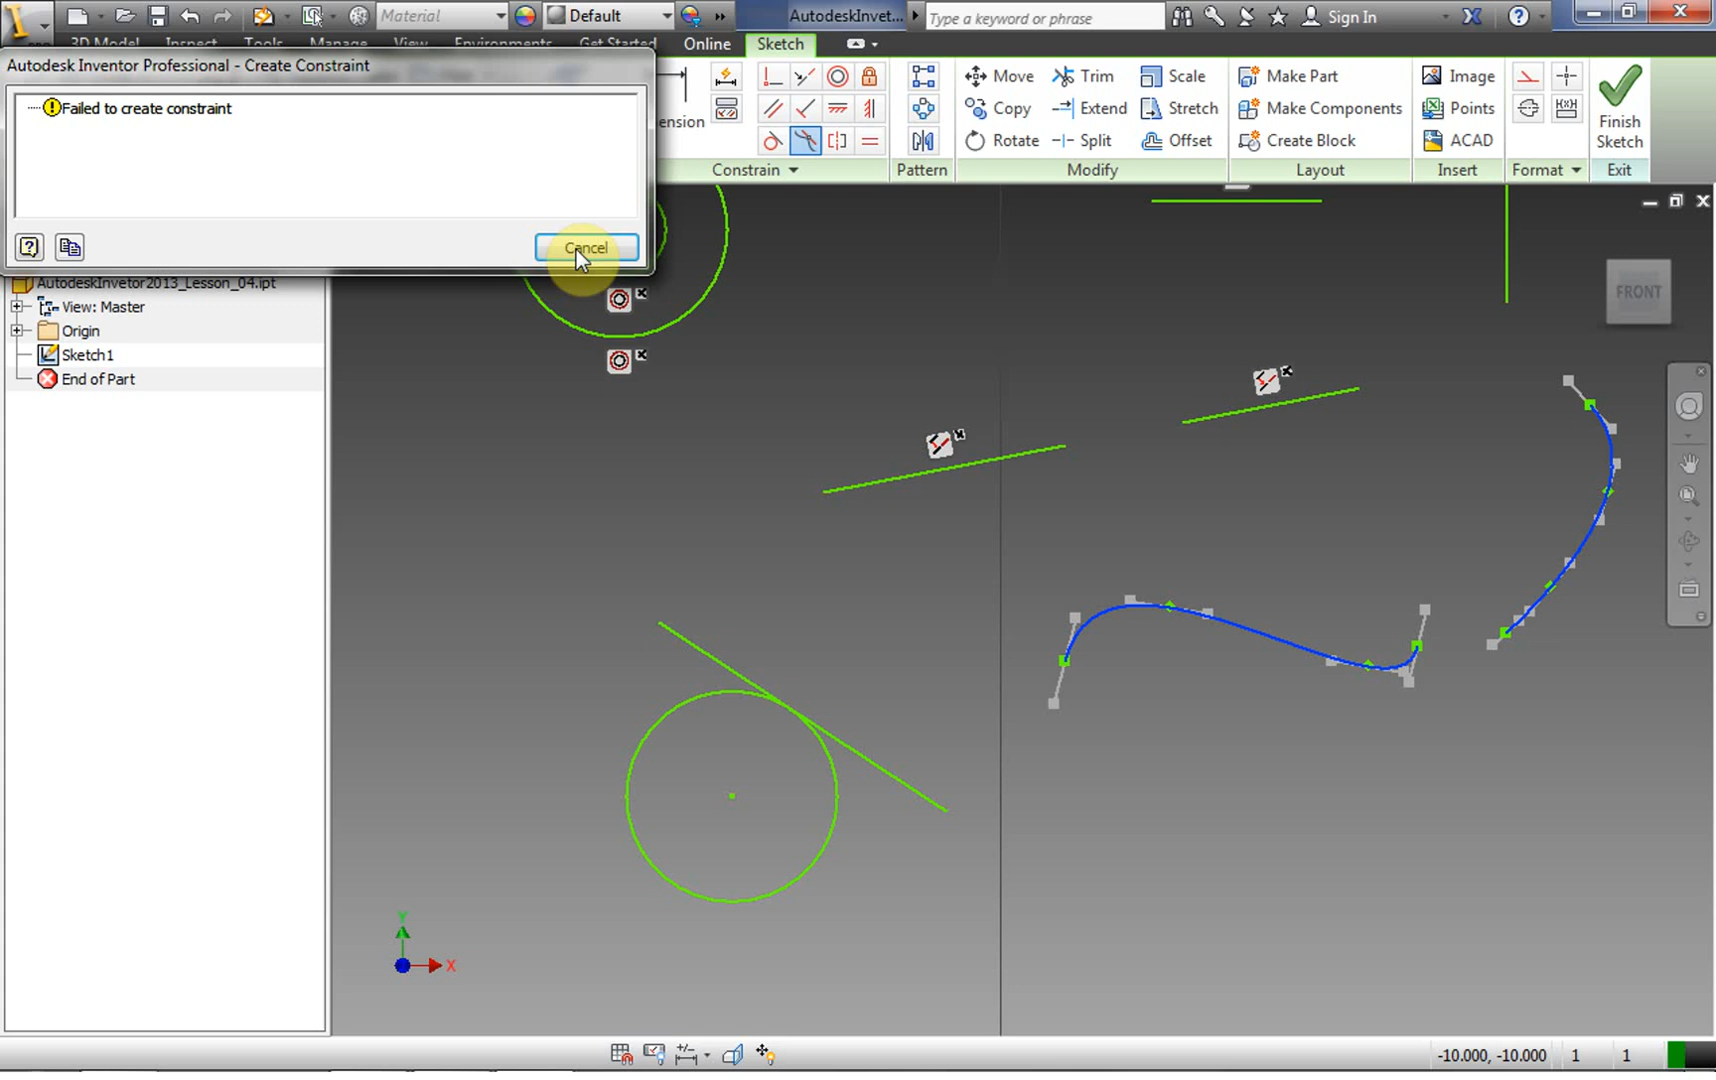 Material
Default
AutodeskInvet...
Type a keyword or phrase
Sign In
3D Model
Inspect
Tools
Manage
View
Environments
Get Started
Online
Sketch
Autodesk Inventor Professional - Create Constraint
Failed to create constraint
Cancel
Move Trim Scale Make Part Image
Copy Extend Stretch Make Components Points
Rotate Split Offset Create Block ACAD
Finish
Sketch
Constrain Pattern Modify Layout Insert Format Exit
AutodeskInvetor2013_Lesson_04.ipt
View: Master
Origin
Sketch1
End of Part
FRONT
Y
X
-10.000, -10.000 1 1